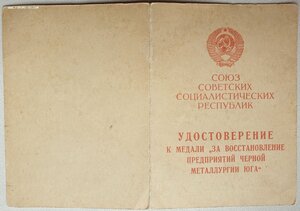 СОЮЗ
СОВЕТСКИХ
СОЦИАЛИСТИЧЕСКИХ
РЕСПУБЛИК
УДОСТОВЕРЕНИЕ
К МЕДАЛИ „ЗА ВОССТАНОВЛЕНИЕ
ПРЕДПРИЯТИЙ ЧЕРНОЙ
МЕТАЛЛУРГИИ ЮГА“